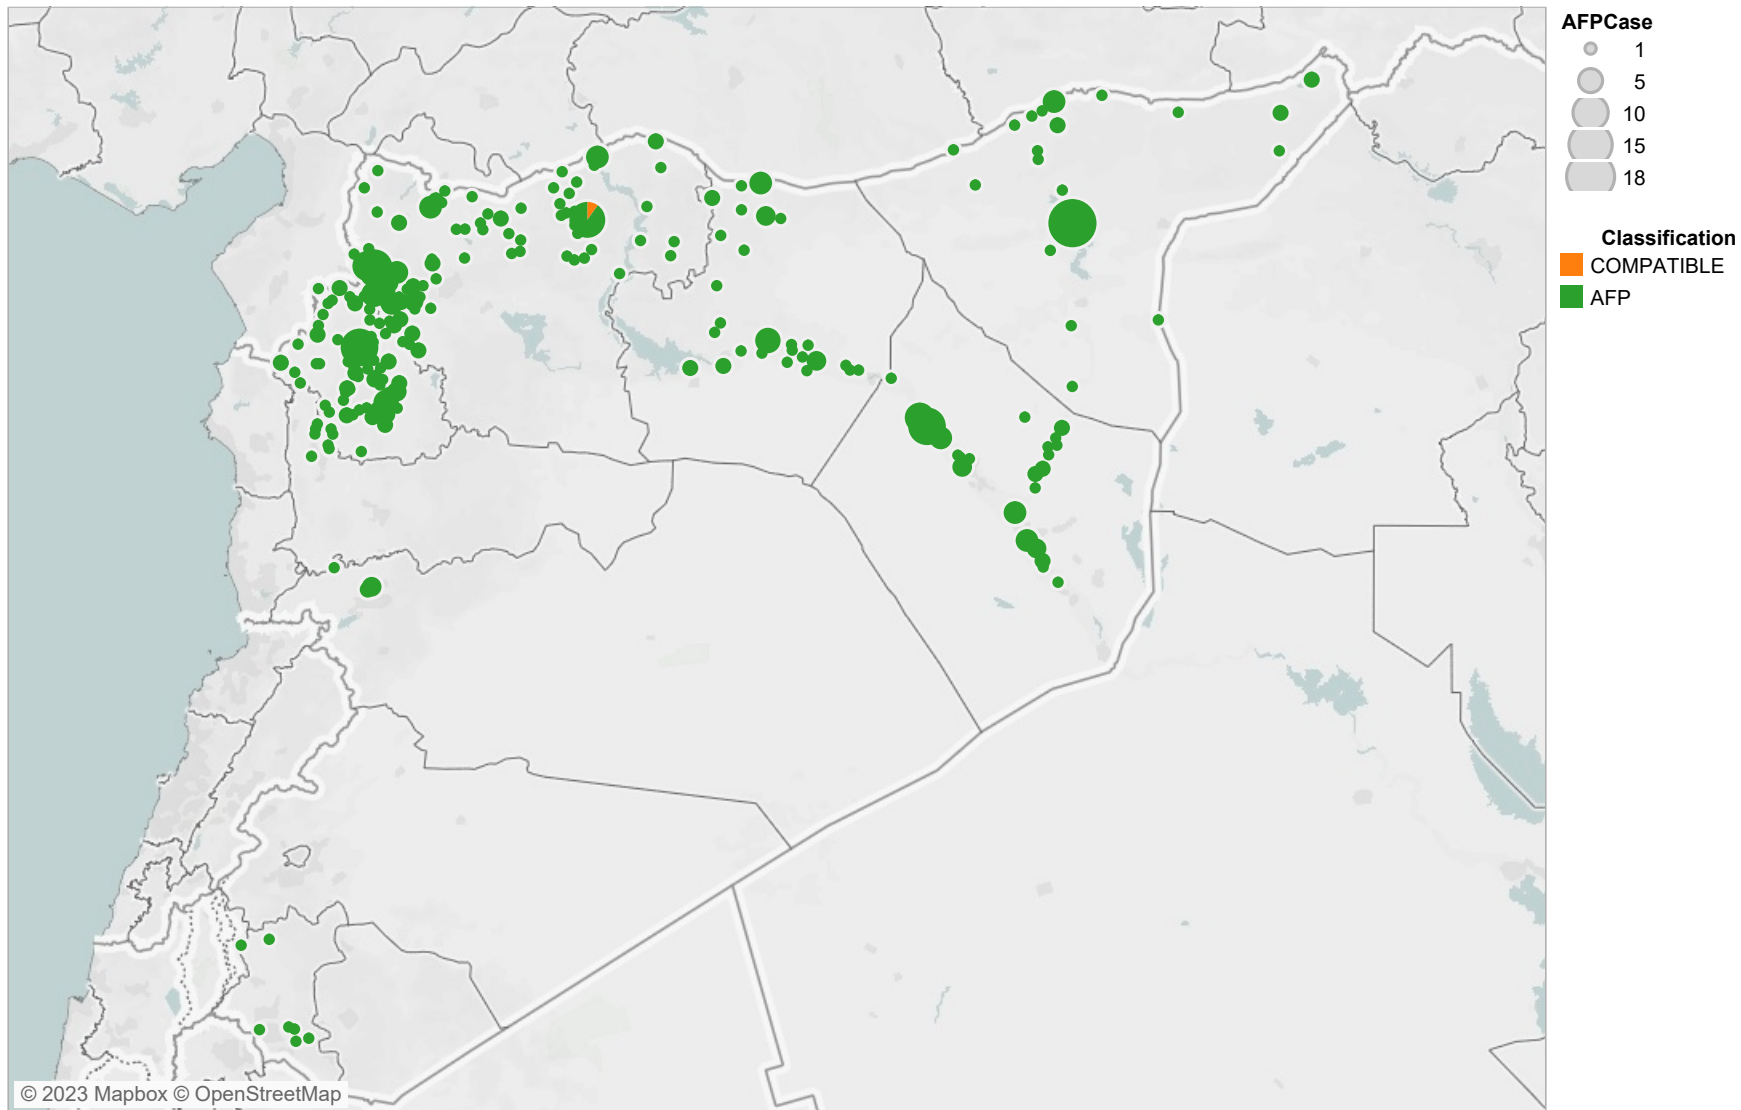 AFPCase
1
5
10
15
18
Classification
COMPATIBLE
AFP
© 2023 Mapbox © OpenStreetMap